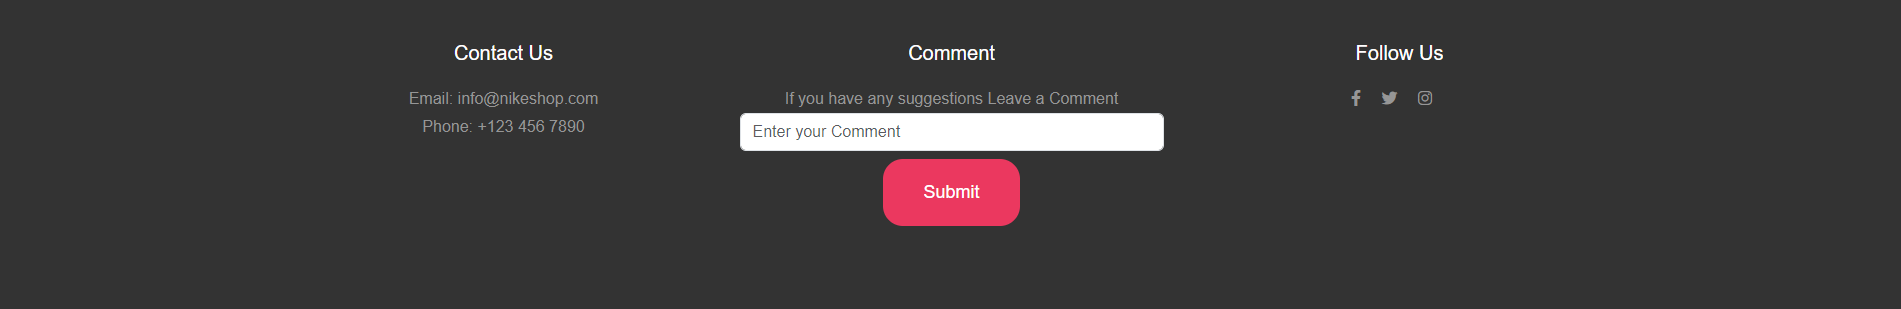 Contact Us
Email: info@nikeshop.com
Phone: +123 456 7890
Comment
If you have any suggestions Leave a Comment
Enter your Comment
Submit
Follow Us